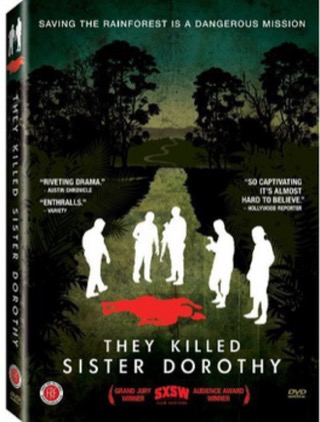 SAVING THE RAINFOREST IS A DANGEROUS MISSION
THEY KILLED SISTER DOROTHY
"RIVETING DRAMA."
- AUSTIN CHRONICLE
"ENTHRALLS."
- VARIETY
"SO CAPTIVATING
IT'S ALMOST
HARD TO BELIEVE."
- HOLLYWOOD REPORTER
THEY KILLED
SISTER DOROTHY
GRAND JURY
WINNER
SXSW
AUDIENCE AWARD
WINNER
DVD